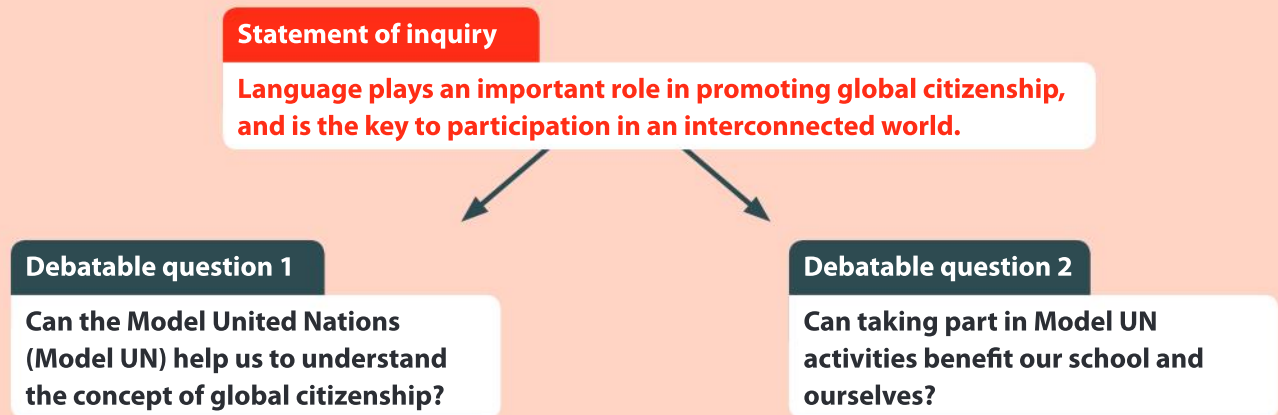 Statement of inquiry
Language plays an important role in promoting global citizenship,
and is the key to participation in an interconnected world.
Debatable question 1
Can the Model United Nations
(Model UN) help us to understand
the concept of global citizenship?
Debatable question 2
Can taking part in Model UN
activities benefit our school and
ourselves?